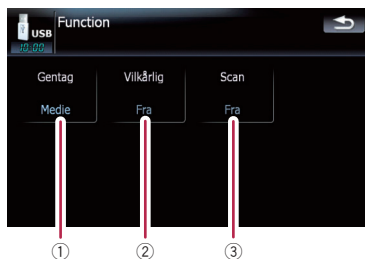 USB Function
10:00
Gentag Vilkårlig Scan
Medie Fra Fra
① ② ③